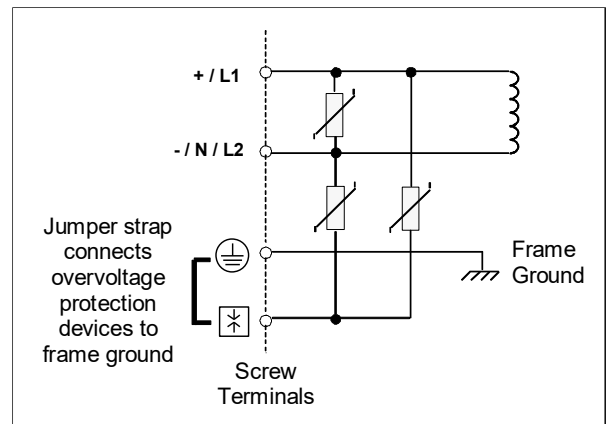 + / L1
- / N / L2
Jumper strap
connects
overvoltage
protection
devices to
frame ground
Frame
Ground
Screw
Terminals